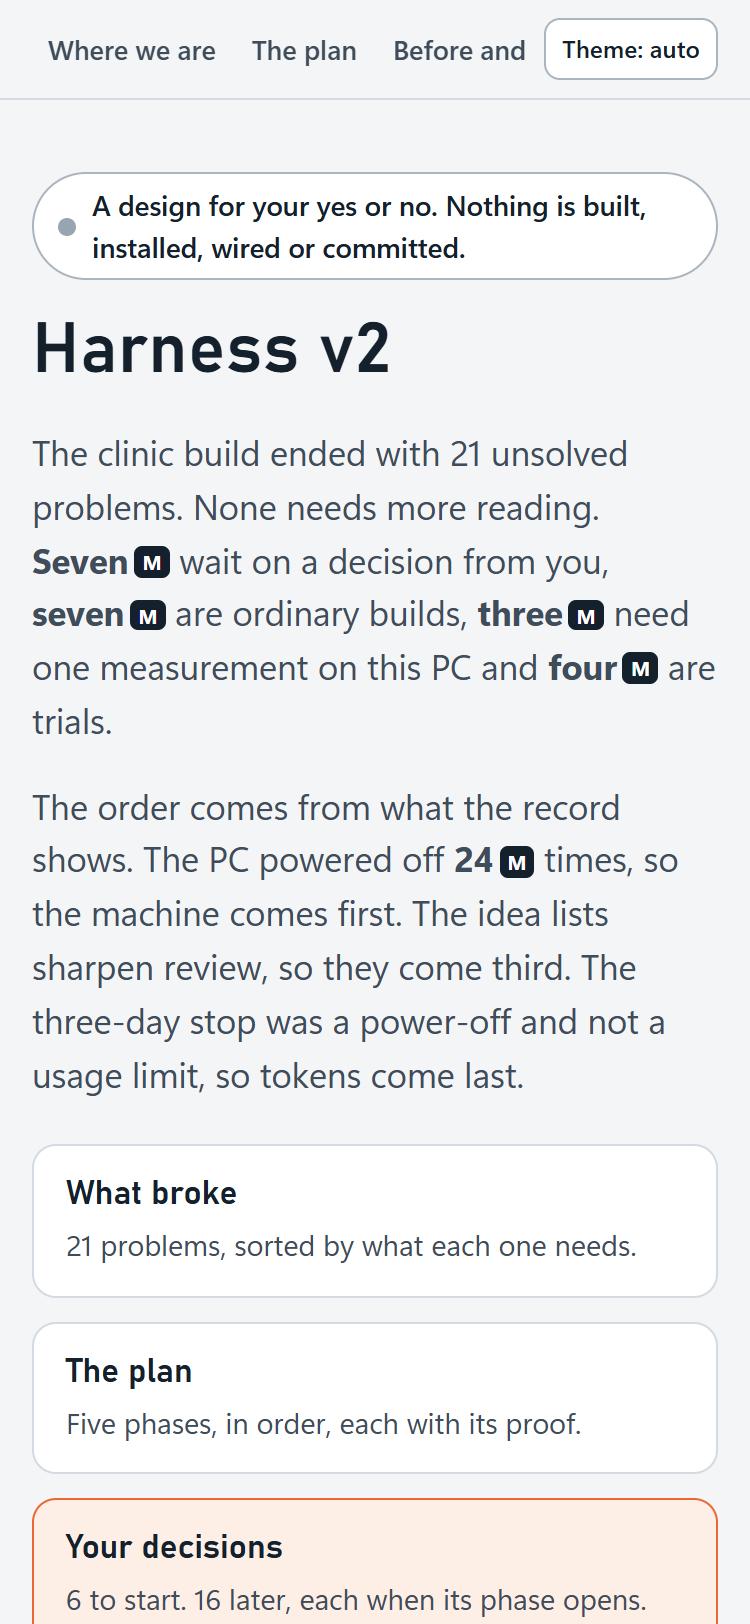 Where we are The plan Before and Theme: auto
A design for your yes or no. Nothing is built,
installed, wired or committed.
Harness v2
The clinic build ended with 21 unsolved
problems. None needs more reading.
Seven M wait on a decision from you,
seven M are ordinary builds, three M need
one measurement on this PC and four M are
trials.
The order comes from what the record
shows. The PC powered off 24 M times, so
the machine comes first. The idea lists
sharpen review, so they come third. The
three-day stop was a power-off and not a
usage limit, so tokens come last.
What broke
21 problems, sorted by what each one needs.
The plan
Five phases, in order, each with its proof.
Your decisions
6 to start. 16 later, each when its phase opens.